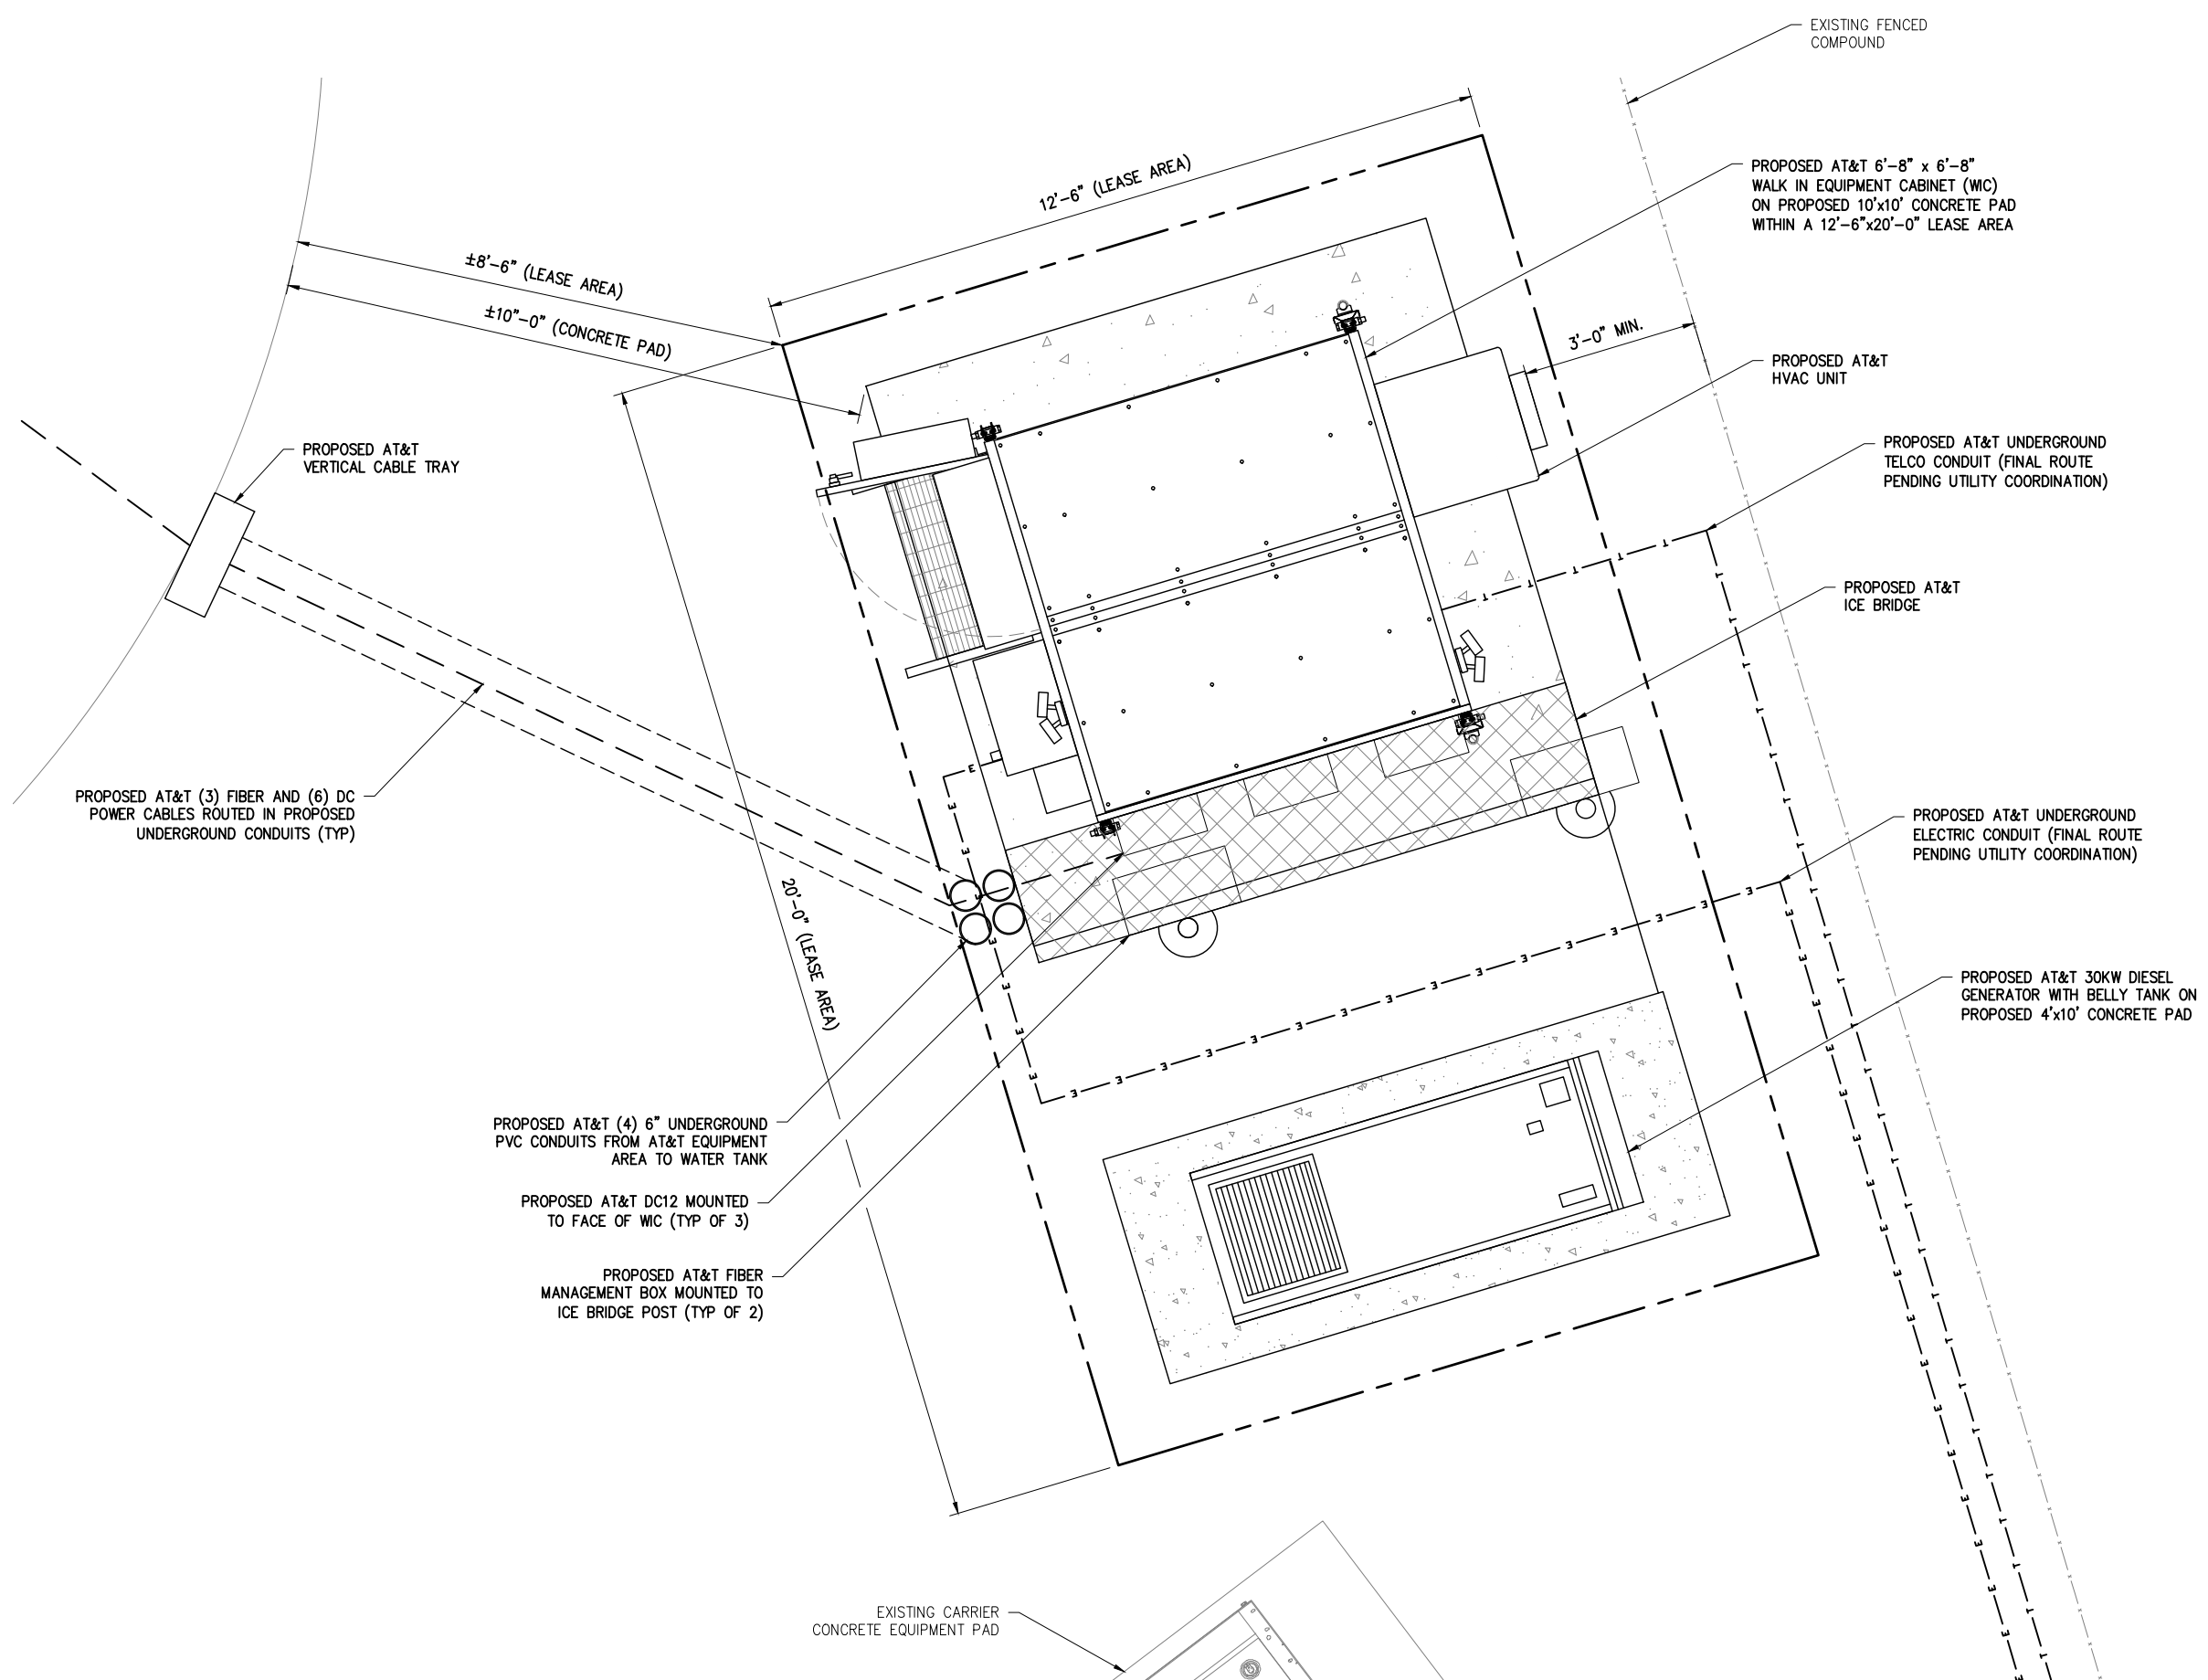 EXISTING FENCED
COMPOUND
12'-6" (LEASE AREA)
PROPOSED AT&T 6'-8" x 6'-8"
WALK IN EQUIPMENT CABINET (WIC)
ON PROPOSED 10'x10' CONCRETE PAD
WITHIN A 12'-6"x20'-0" LEASE AREA
±8'-6" (LEASE AREA)
±10"-0" (CONCRETE PAD)
3'-0" MIN.
PROPOSED AT&T
HVAC UNIT
PROPOSED AT&T
VERTICAL CABLE TRAY
PROPOSED AT&T UNDERGROUND
TELCO CONDUIT (FINAL ROUTE
PENDING UTILITY COORDINATION)
PROPOSED AT&T
ICE BRIDGE
PROPOSED AT&T (3) FIBER AND (6) DC
POWER CABLES ROUTED IN PROPOSED
UNDERGROUND CONDUITS (TYP)
PROPOSED AT&T UNDERGROUND
ELECTRIC CONDUIT (FINAL ROUTE
PENDING UTILITY COORDINATION)
20'-0" (LEASE AREA)
PROPOSED AT&T 30KW DIESEL
GENERATOR WITH BELLY TANK ON
PROPOSED 4'x10' CONCRETE PAD
PROPOSED AT&T (4) 6" UNDERGROUND
PVC CONDUITS FROM AT&T EQUIPMENT
AREA TO WATER TANK
PROPOSED AT&T DC12 MOUNTED
TO FACE OF WIC (TYP OF 3)
PROPOSED AT&T FIBER
MANAGEMENT BOX MOUNTED TO
ICE BRIDGE POST (TYP OF 2)
EXISTING CARRIER
CONCRETE EQUIPMENT PAD